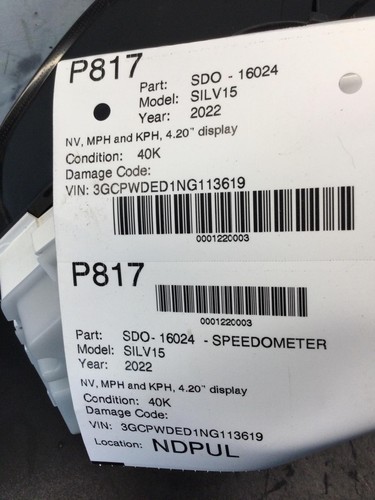 P817
Part: SDO - 16024
Model: SILV15
Year: 2022
NV, MPH and KPH, 4.20" display
Condition: 40K
Damage Code:
VIN: 3GCPWDED1NG113619
0001220003
P817
0001220003
Part: SDO- 16024 - SPEEDOMETER
Model: SILV15
Year: 2022
NV, MPH and KPH, 4.20" display
Condition: 40K
Damage Code:
VIN: 3GCPWDED1NG113619
Location: NDPUL